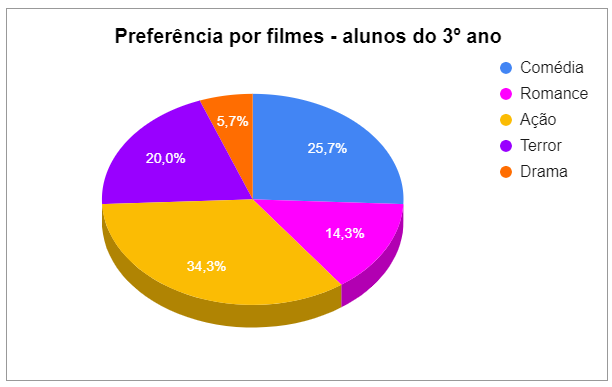 Preferência por filmes - alunos do 3º ano
Comédia
Romance
Ação
Terror
Drama
5,7%
25,7%
20,0%
14,3%
34,3%